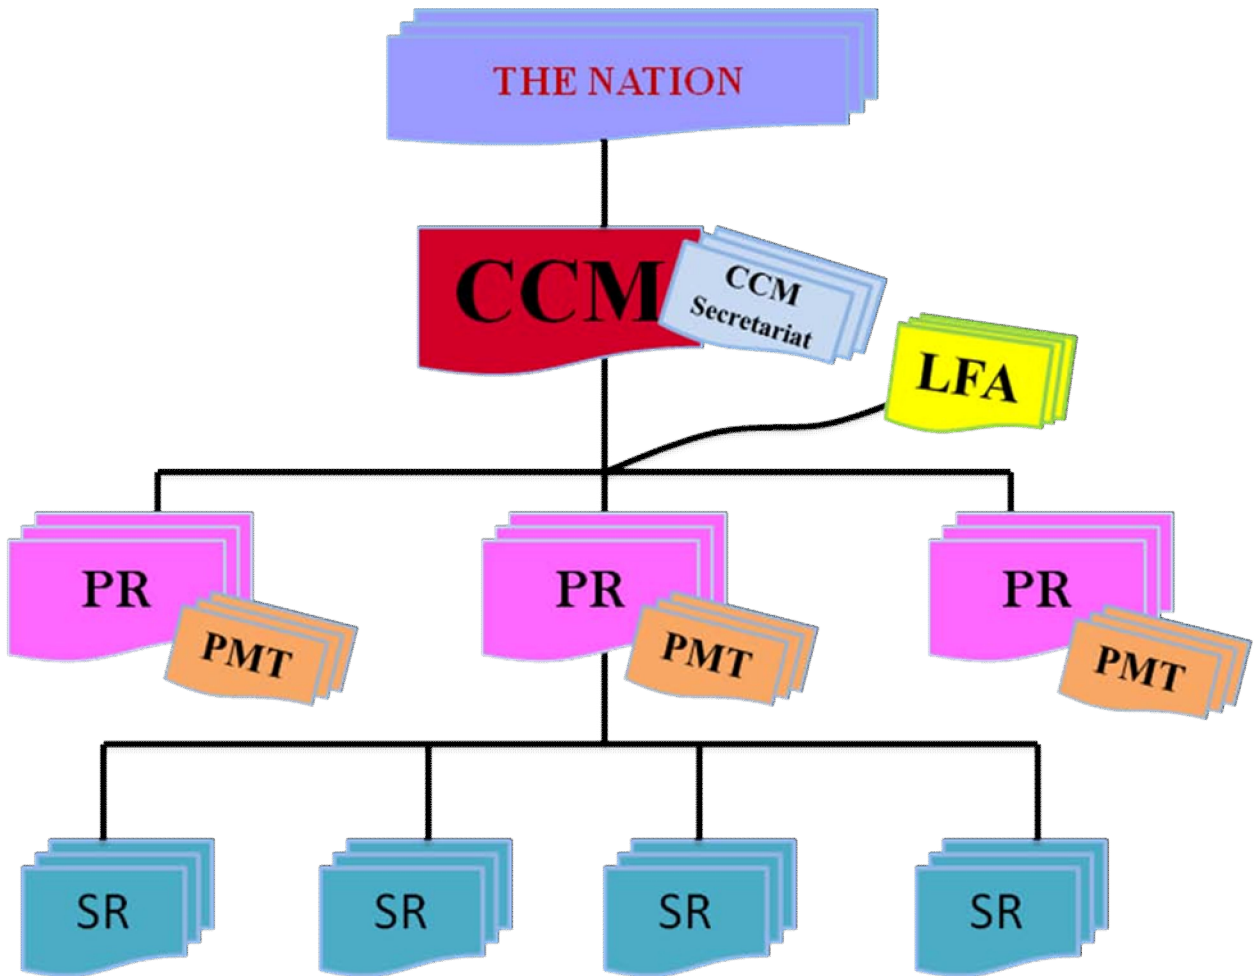 THE NATION
CCM
CCM
Secretariat
LFA
PR
PR
PR
PMT
PMT
PMT
SR
SR
SR
SR